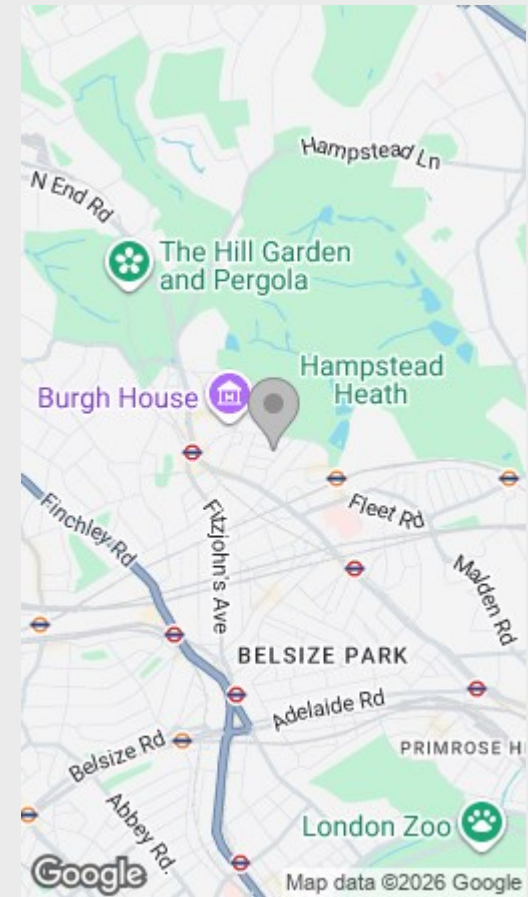 Hampstead Ln
N End Rd
The Hill Garden
and Pergola
Hampstead
Heath
Burgh House
Finchley Rd
Fitzjohn's Ave
Fleet Rd
Malden Rd
BELSIZE PARK
Adelaide Rd
Belsize Rd
PRIMROSE H
Abbey Rd.
London Zoo
Google
Map data ©2026 Google